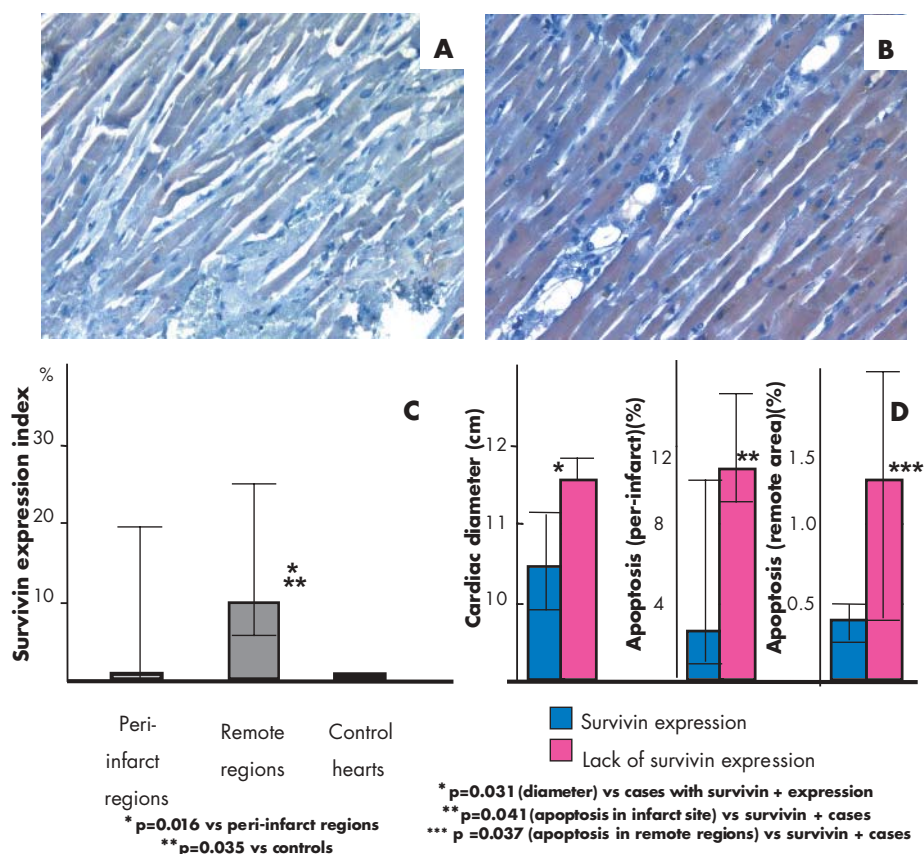 A
B
%
C
D
Survivin expression index
30
20
10
Peri-
infarct
regions
Remote
regions
Control
hearts
* p=0.016 vs peri-infarct regions
** p=0.035 vs controls
Cardiac diameter (cm)
12
11
10
*
Apoptosis (per-infarct)(%)
12
8
4
**
Apoptosis (remote area)(%)
1.5
1.0
0.5
***
*
**
Survivin expression
Lack of survivin expression
* p=0.031 (diameter) vs cases with survivin + expression
** p=0.041 (apoptosis in infarct site) vs survivin + cases
*** p =0.037 (apoptosis in remote regions) vs survivin + cases